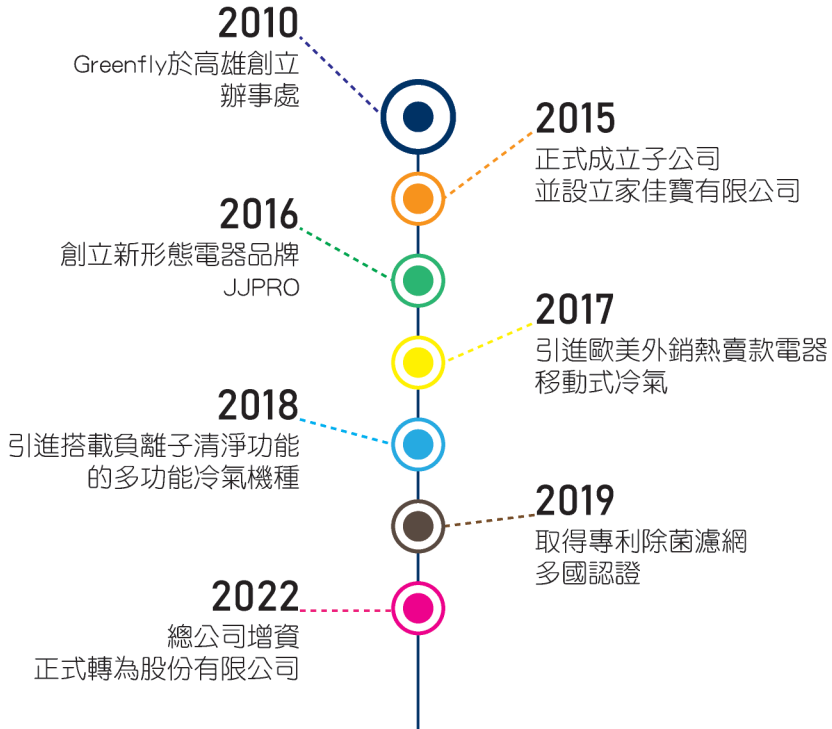 2010
Greenfly於高雄創立
辦事處
2015
正式成立子公司
並設立家佳寶有限公司
2016
創立新形態電器品牌
JJPRO
2017
引進歐美外銷熱賣款電器
移動式冷氣
2018
引進搭載負離子清淨功能
的多功能冷氣機種
2019
取得專利除菌濾網
多國認證
2022
總公司增資
正式轉為股份有限公司